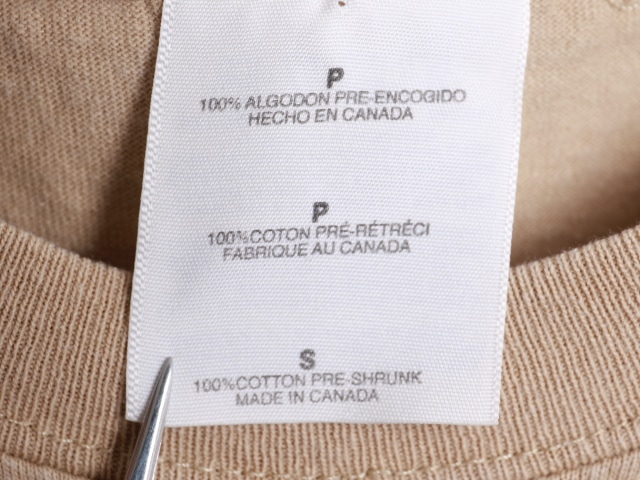 P
100% ALGODON PRE-ENCOGIDO
HECHO EN CANADA
P
100%COTON PRÉ-RÉTRÉCI
FABRIQUE AU CANADA
S
100%COTTON PRE-SHRUNK
MADE IN CANADA